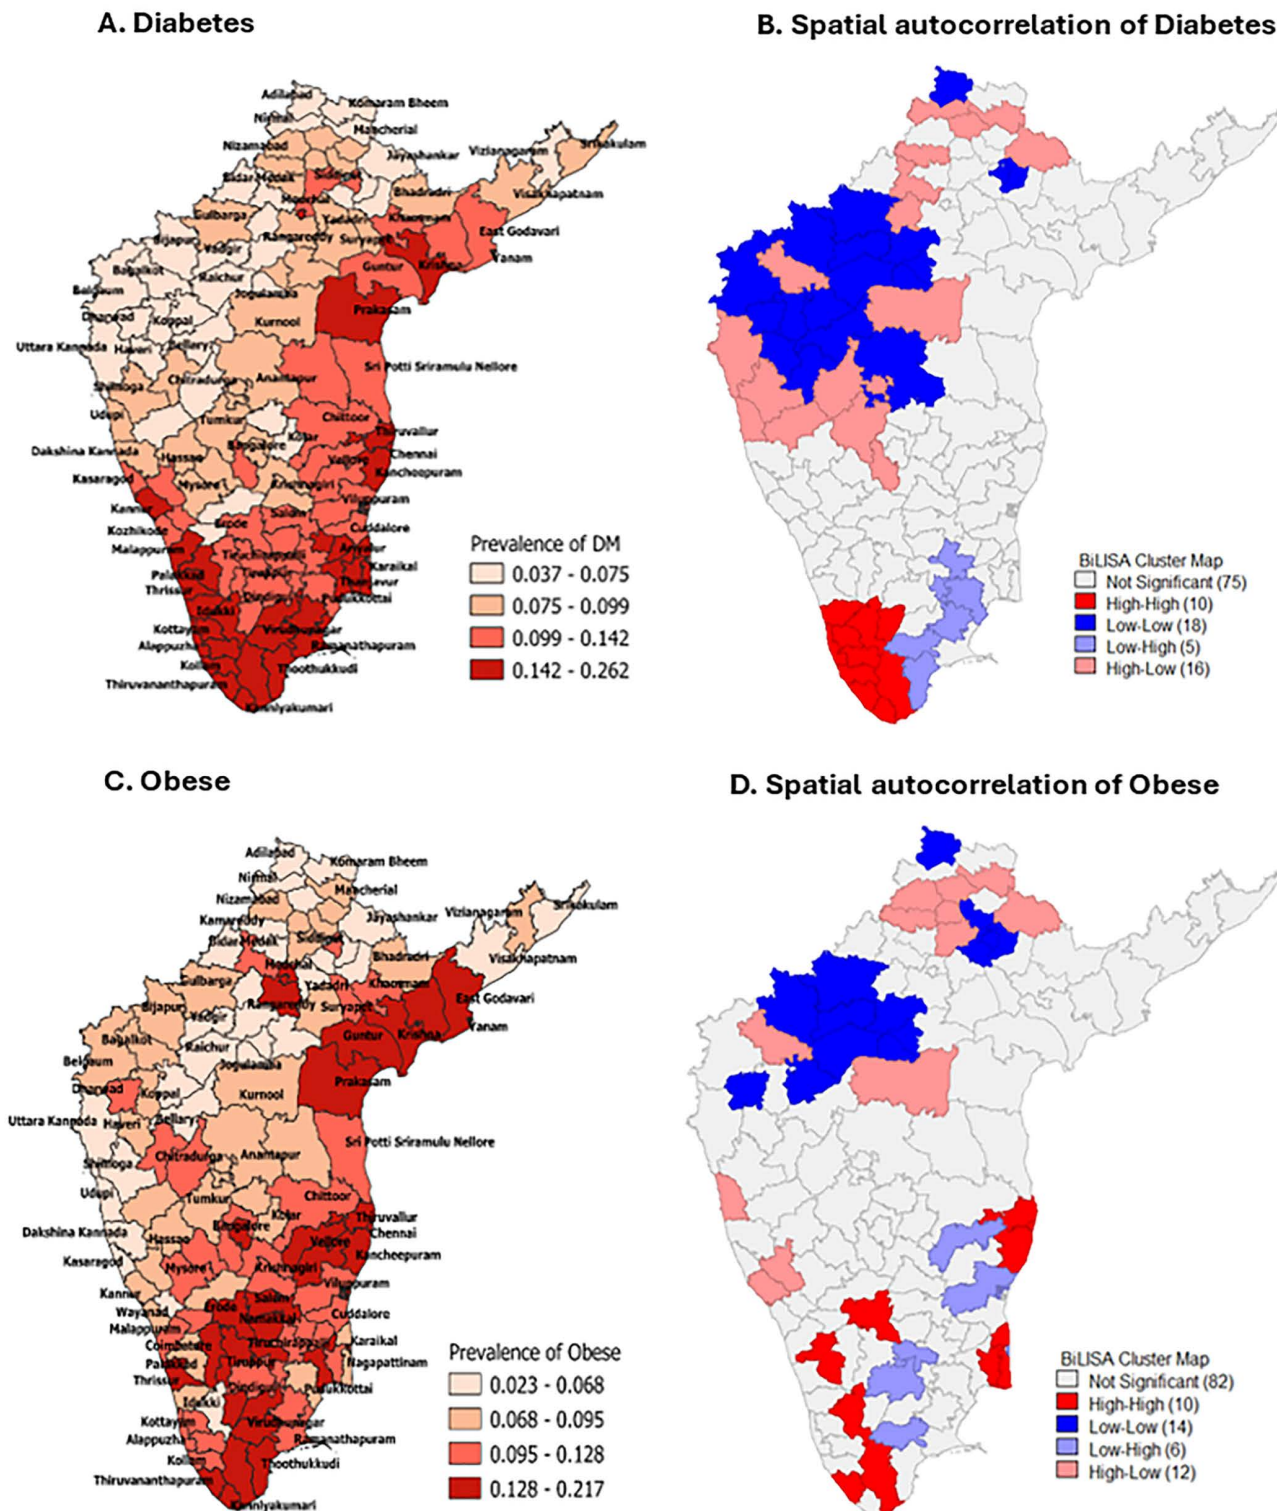 A. Diabetes
B. Spatial autocorrelation of Diabetes
Adilabad
Komaram Bheem
Nirmal
Mancherial
Nizamabad
Jayashankar
Vizianagaram
Srikakulam
Bidar Medak
Siddipet
Bhadradri
Visakhapatnam
Medchal
Gulbarga
Yadadri
Khammam
Rangareddy
Suryapet
East Godavari
Bijapur
Yadgir
Yanam
Guntur
Krishna
Bagalkot
Raichur
Belgaum
Jogulamba
Prakasam
Dharwad
Koppal
Kurnool
Uttara Kannada
Haveri
Bellary
Sri Potti Sriramulu Nellore
Shimoga
Chitradurga
Anantapur
Udupi
Tumkur
Chittoor
Kolar
Thiruvallur
Dakshina Kannada
Hassan
Bangalore
Vellore
Chennai
Kancheepuram
Kasaragod
Mysore
Krishnagiri
Viluppuram
Kannur
Salem
Kozhikode
Erode
Cuddalore
Malappuram
Tiruchirappalli
Ariyalur
Karaikal
Palakkad
Tiruppur
Thanjavur
Thrissur
Dindigul
Pudukkottai
Idukki
Kottayam
Virudhunagar
Alappuzha
Ramanathapuram
Kollam
Thoothukkudi
Thiruvananthapuram
Kanniyakumari
Prevalence of DM
0.037 - 0.075
0.075 - 0.099
0.099 - 0.142
0.142 - 0.262
BiLISA Cluster Map
Not Significant (75)
High-High (10)
Low-Low (18)
Low-High (5)
High-Low (16)
C. Obese
D. Spatial autocorrelation of Obese
Adilabad
Komaram Bheem
Nirmal
Mancherial
Nizamabad
Jayashankar
Vizianagaram
Srikakulam
Kamareddy
Bidar Medak
Siddipet
Bhadradri
Visakhapatnam
Medchal
Gulbarga
Yadadri
Khammam
Rangareddy
Suryapet
East Godavari
Bijapur
Yadgir
Yanam
Guntur
Krishna
Bagalkot
Raichur
Belgaum
Jogulamba
Prakasam
Dharwad
Koppal
Kurnool
Uttara Kannada
Haveri
Bellary
Sri Potti Sriramulu Nellore
Shimoga
Chitradurga
Anantapur
Udupi
Tumkur
Chittoor
Kolar
Thiruvallur
Dakshina Kannada
Hassan
Bangalore
Vellore
Chennai
Kancheepuram
Kasaragod
Mysore
Krishnagiri
Viluppuram
Kannur
Salem
Wayanad
Erode
Namakkal
Cuddalore
Malappuram
Coimbatore
Tiruchirappalli
Karaikal
Palakkad
Tiruppur
Nagapattinam
Thrissur
Dindigul
Pudukkottai
Idukki
Kottayam
Virudhunagar
Alappuzha
Ramanathapuram
Kollam
Thoothukkudi
Thiruvananthapuram
Kanniyakumari
Prevalence of Obese
0.023 - 0.068
0.068 - 0.095
0.095 - 0.128
0.128 - 0.217
BiLISA Cluster Map
Not Significant (82)
High-High (10)
Low-Low (14)
Low-High (6)
High-Low (12)